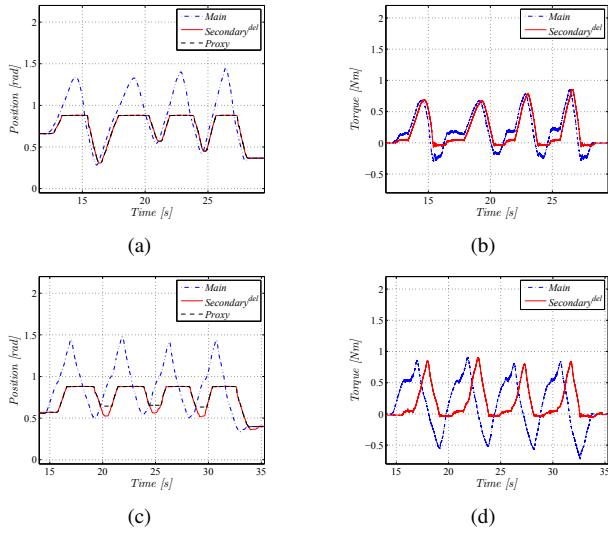 Main
Secondary^del
Proxy
Position [rad]
2
1.5
1
0.5
0
15
20
25
Time [s]
(a)
Main
Secondary^del
Torque [Nm]
2
1.5
1
0.5
0
−0.5
15
20
25
Time [s]
(b)
Main
Secondary^del
Proxy
Position [rad]
2
1.5
1
0.5
0
15
20
25
30
35
Time [s]
(c)
Main
Secondary^del
Torque [Nm]
2
1.5
1
0.5
0
−0.5
15
20
25
30
35
Time [s]
(d)